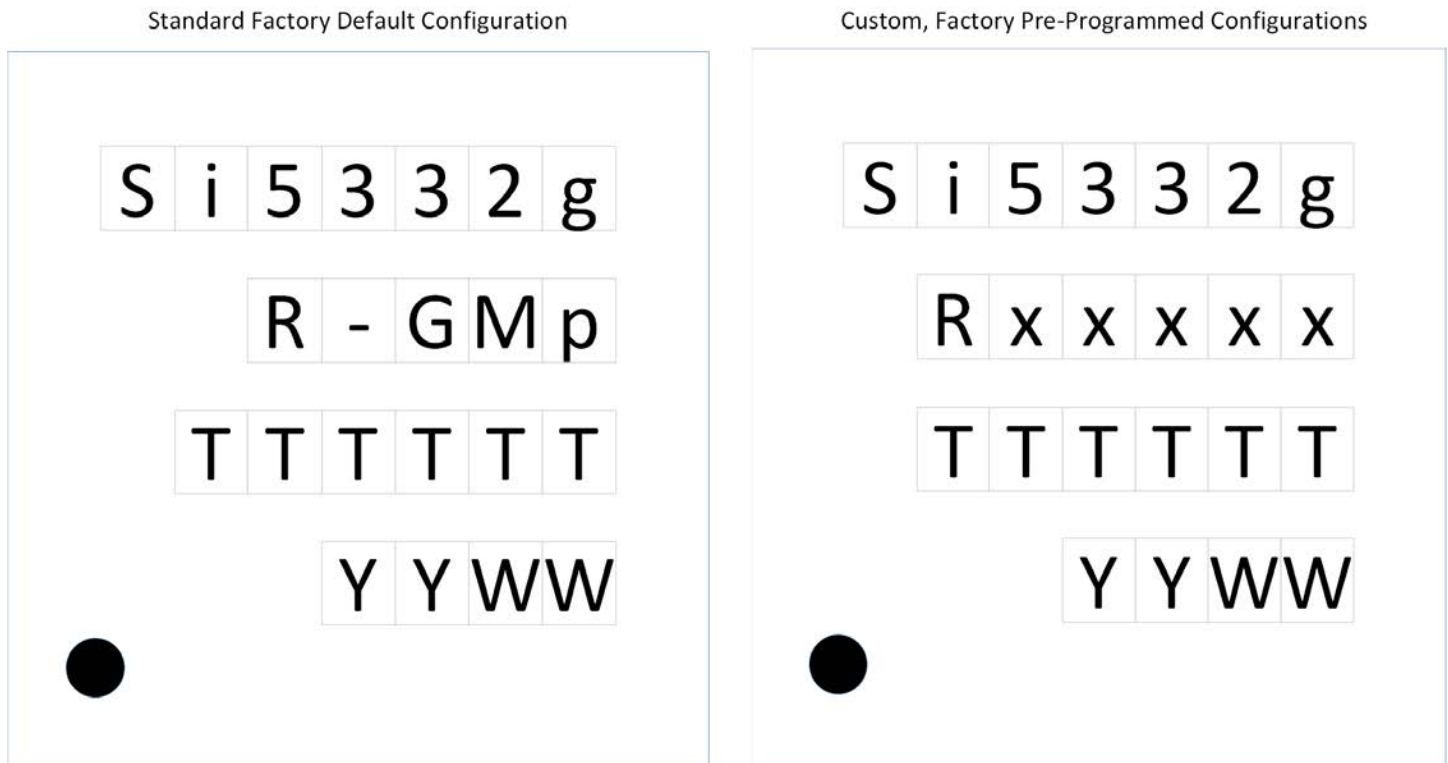 Standard Factory Default Configuration
Si5332g
R-GMp
TTTTTT
YYWW
Custom, Factory Pre-Programmed Configurations
Si5332g
Rxxxxx
TTTTTT
YYWW